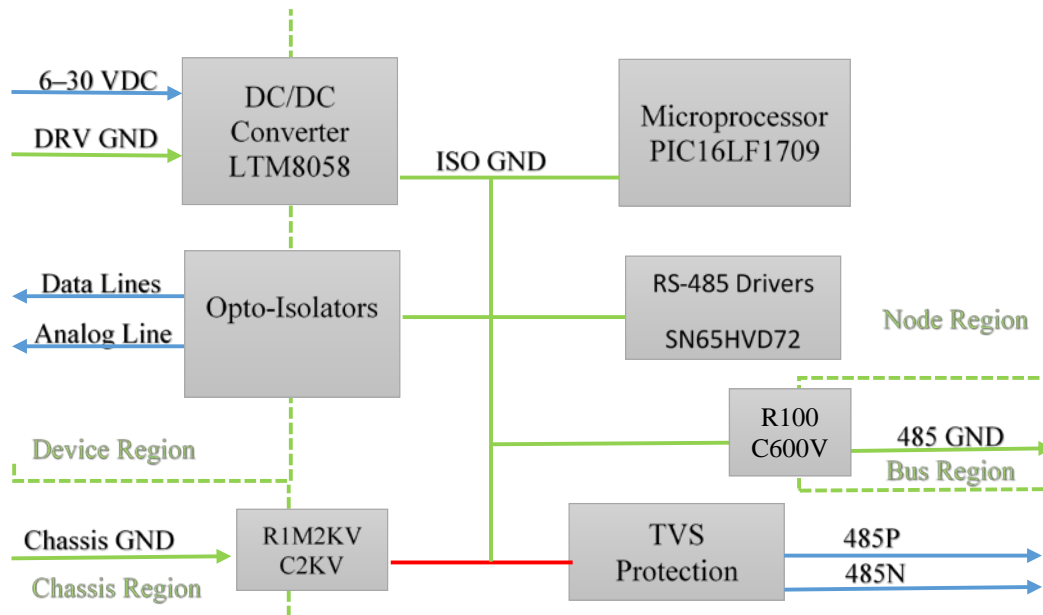 6–30 VDC
DRV GND
DC/DC
Converter
LTM8058
ISO GND
Microprocessor
PIC16LF1709
Data Lines
Analog Line
Opto-Isolators
RS-485 Drivers
SN65HVD72
Node Region
Device Region
R100
C600V
485 GND
Bus Region
Chassis GND
Chassis Region
R1M2KV
C2KV
TVS
Protection
485P
485N